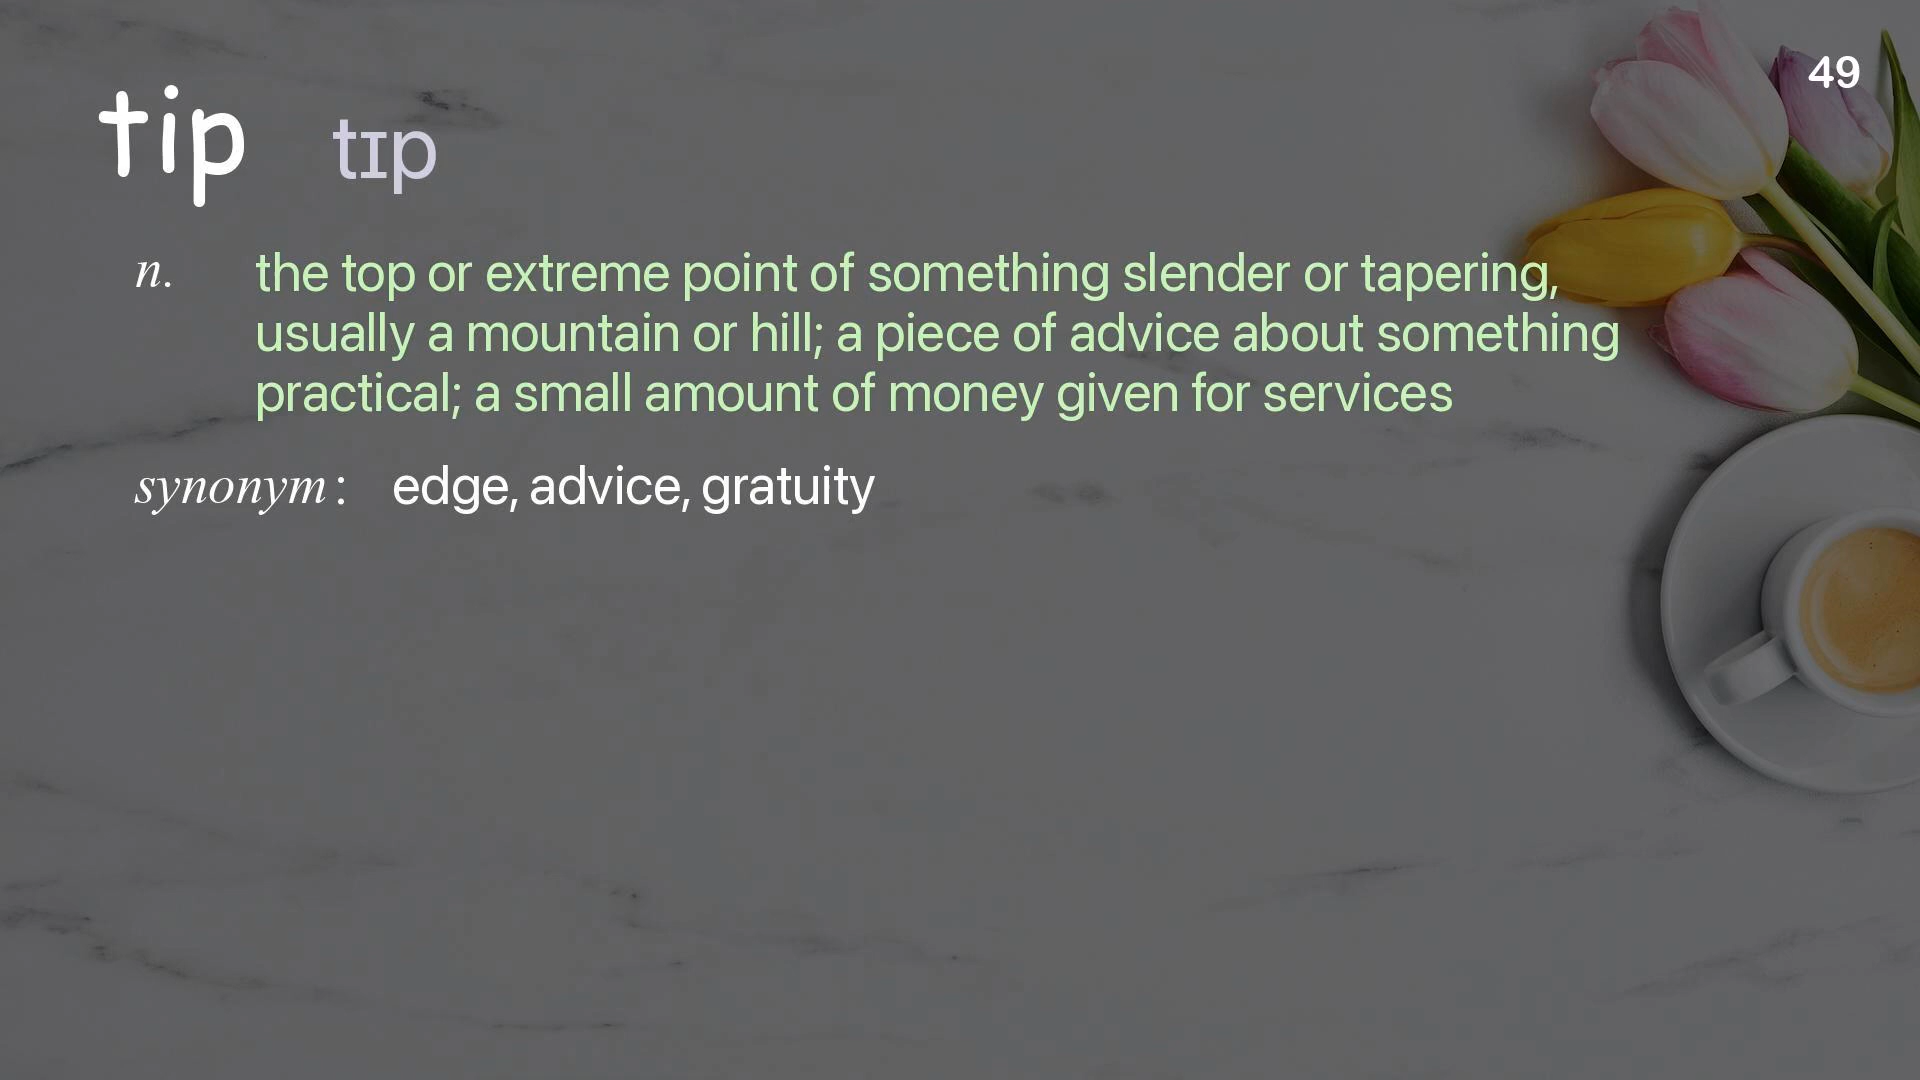 49
tip tɪp
n. the top or extreme point of something slender or tapering,
usually a mountain or hill; a piece of advice about something
practical; a small amount of money given for services
synonym: edge, advice, gratuity